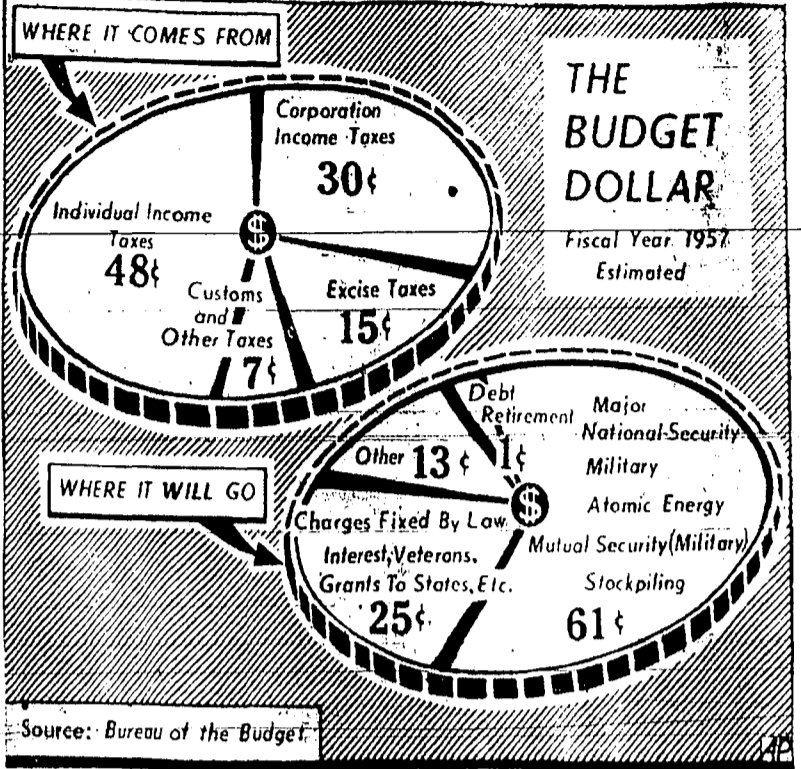 WHERE IT COMES FROM
THE
BUDGET
DOLLAR
Fiscal Year 1957
Estimated
Corporation
Income Taxes
30¢
Individual Income
Taxes
48¢
$
Customs
and
Other Taxes
7¢
Excise Taxes
15¢
WHERE IT WILL GO
Debt
Retirement
1¢
Other 13¢
Major
National Security
Military
Atomic Energy
Mutual Security (Military)
Stockpiling
61¢
$
Charges Fixed By Law
Interest, Veterans,
Grants To States, Etc.
25¢
Source: Bureau of the Budget
AP